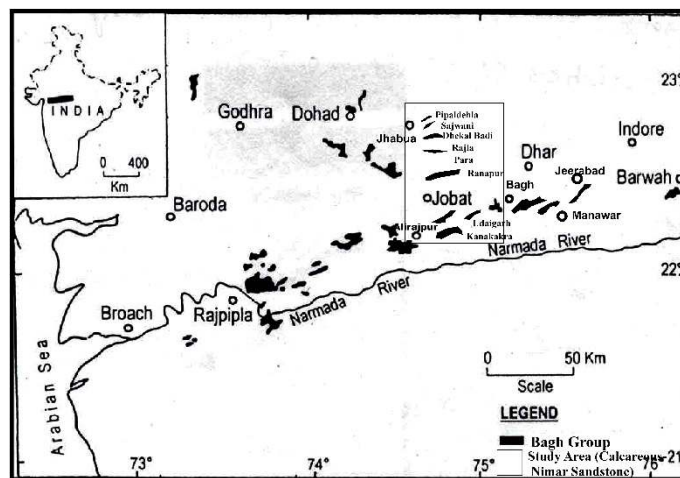 INDIA
0 400
Km
23
Godhra
Dohad
Jhabua
Pipaldehla
Sajwani
Dhekal Badi
Rajla
Para
Ranapur
Indore
Dhar
Jeerabad
Barwah
Baroda
Jobat
Bagh
Manawar
Alirajpur
Udaigarh
Kanakakra
Narmada River
22
Broach
Rajpipla
Narmada River
Arabian Sea
0 50 Km
Scale
LEGEND
Bagh Group
Study Area (Calcareous
Nimar Sandstone)
73° 74° 75° 76° 21